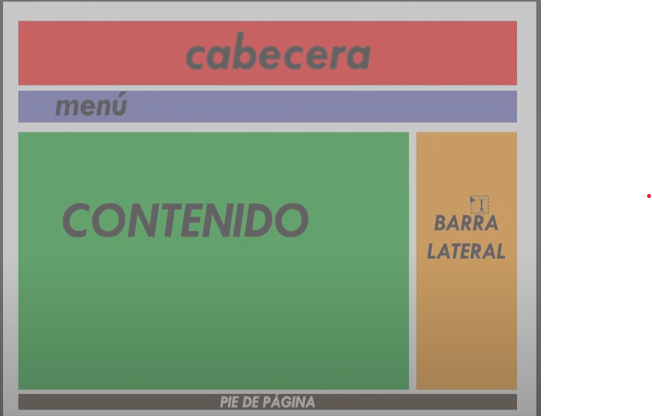 cabecera
menú
CONTENIDO
BARRA
LATERAL
PIE DE PÁGINA